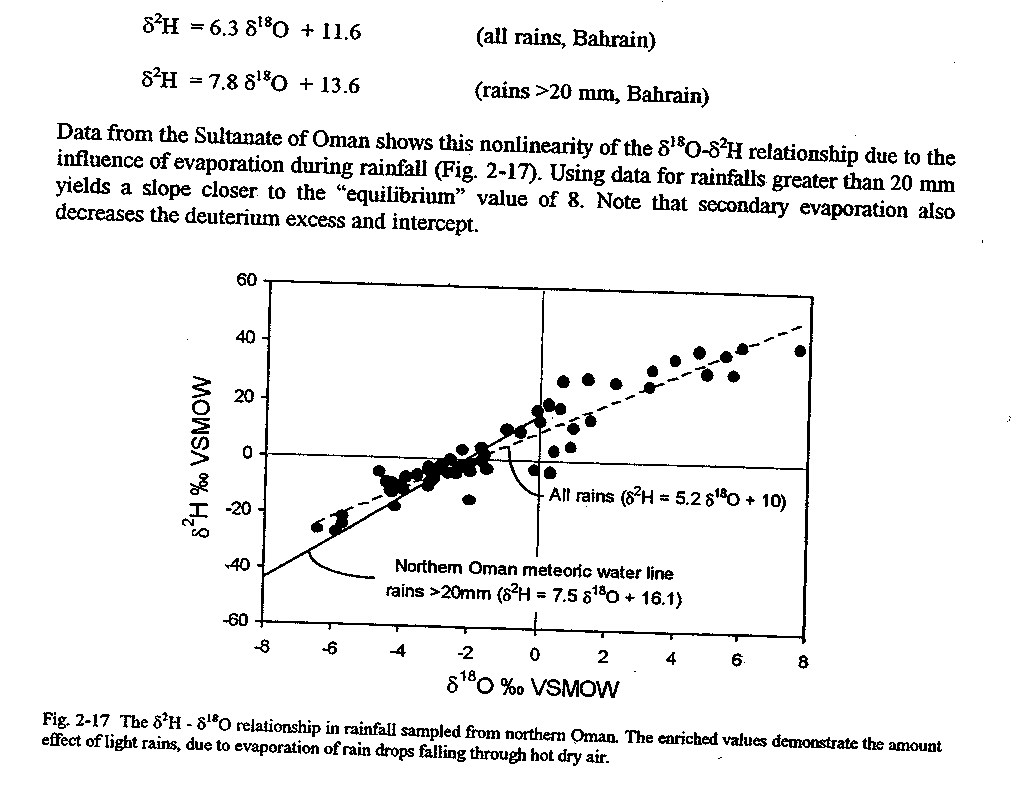 δ²H = 6.3 δ¹⁸O + 11.6 (all rains, Bahrain)
δ²H = 7.8 δ¹⁸O + 13.6 (rains >20 mm, Bahrain)
Data from the Sultanate of Oman shows this nonlinearity of the δ¹⁸O-δ²H relationship due to the
influence of evaporation during rainfall (Fig. 2-17). Using data for rainfalls greater than 20 mm
yields a slope closer to the “equilibrium” value of 8. Note that secondary evaporation also
decreases the deuterium excess and intercept.
60
40
20
0
-20
-40
-60
δ²H ‰ VSMOW
All rains (δ²H = 5.2 δ¹⁸O + 10)
Northern Oman meteoric water line
rains >20mm (δ²H = 7.5 δ¹⁸O + 16.1)
-8 -6 -4 -2 0 2 4 6 8
δ¹⁸O ‰ VSMOW
Fig. 2-17 The δ²H - δ¹⁸O relationship in rainfall sampled from northern Oman. The enriched values demonstrate the amount
effect of light rains, due to evaporation of rain drops falling through hot dry air.